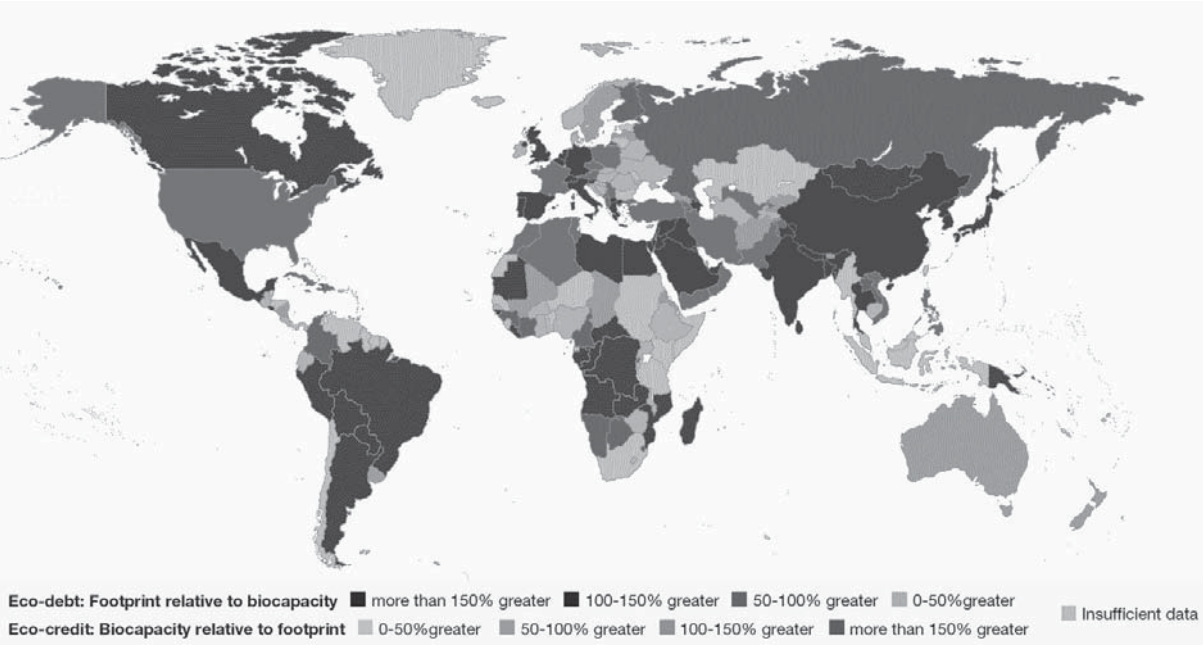 Eco-debt: Footprint relative to biocapacity more than 150% greater 100-150% greater 50-100% greater 0-50%greater
Eco-credit: Biocapacity relative to footprint 0-50%greater 50-100% greater 100-150% greater more than 150% greater
Insufficient data